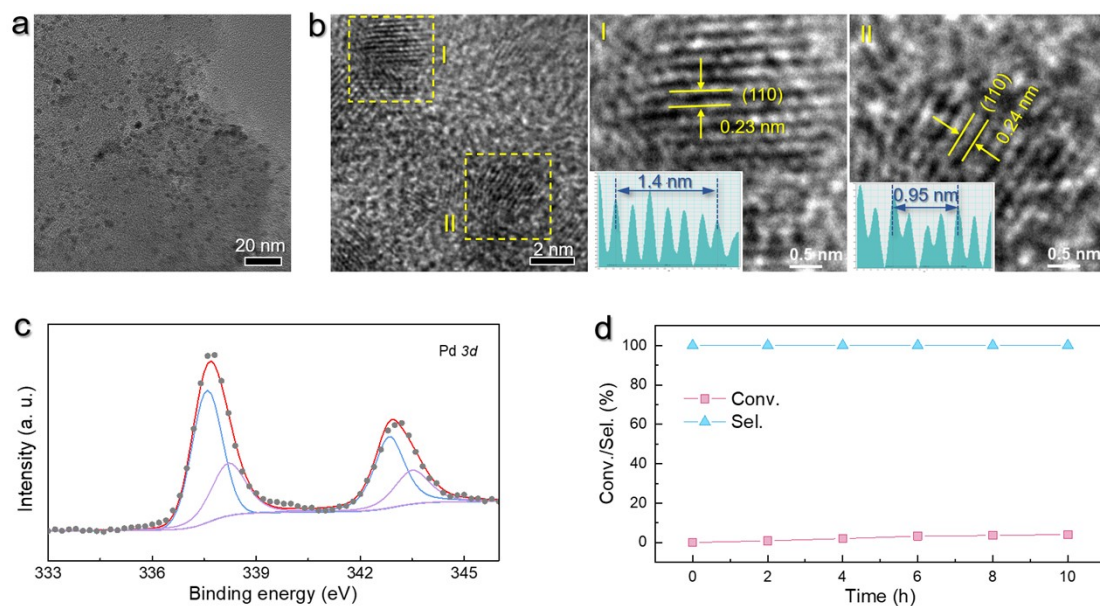 a
20 nm
b
I
II
2 nm
I
(110)
0.23 nm
1.4 nm
0.5 nm
II
(110)
0.24 nm
0.95 nm
0.5 nm
c
Pd 3d
Intensity (a. u.)
333 336 339 342 345
Binding energy (eV)
d
Conv./Sel. (%)
100
80
60
40
20
0
Conv.
Sel.
0 2 4 6 8 10
Time (h)